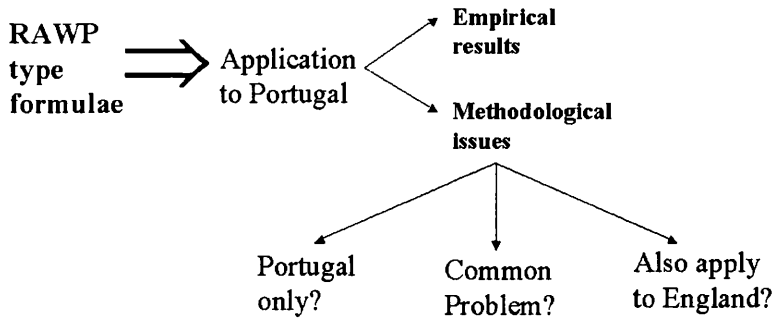 RAWP
type
formulae
Application
to Portugal
Empirical
results
Methodological
issues
Portugal
only?
Common
Problem?
Also apply
to England?